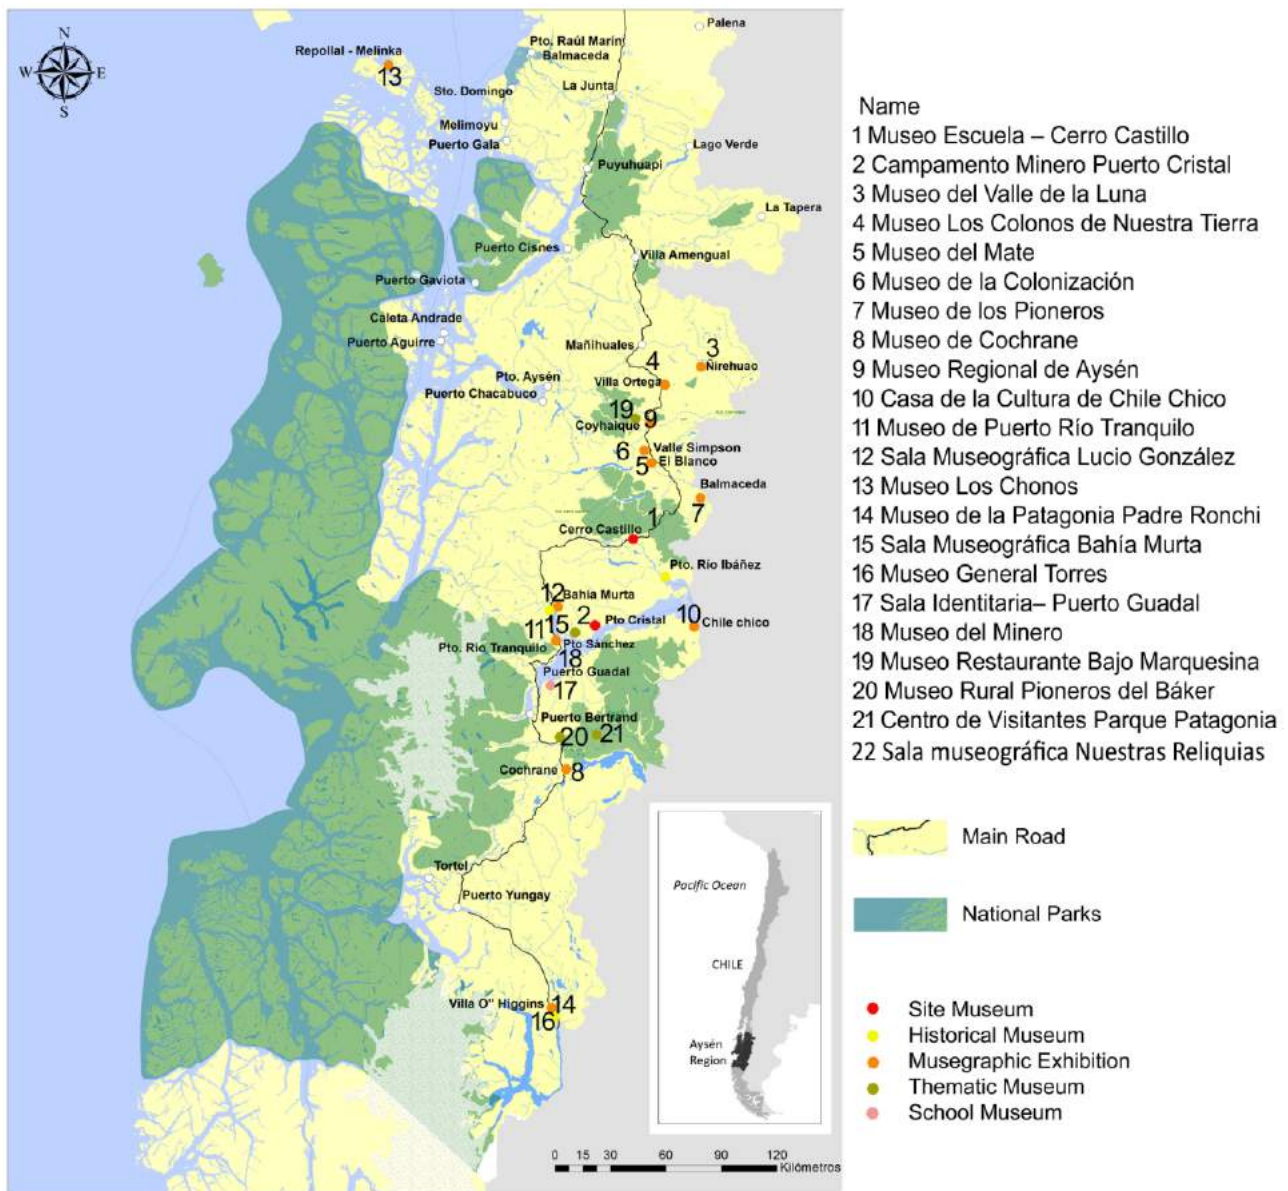 N
W
E
S
Palena
Repollal - Melinka
13
Pto. Raúl Marín
Balmaceda
La Junta
Sto. Domingo
Melimoyu
Puerto Gala
Lago Verde
Puyuhuapi
La Tapera
Puerto Cisnes
Villa Amengual
Puerto Gaviota
Caleta Andrade
Puerto Aguirre
Mañihuales
4
3
Ñirehuao
Pto. Aysén
Villa Ortega
Puerto Chacabuco
19
9
Coyhaique
6
Valle Simpson
5
El Blanco
Balmaceda
7
1
Cerro Castillo
Pto. Río Ibáñez
12
Bahía Murta
2
Pto Cristal
10
Chile chico
11
15
Pto. Río Tranquilo
Pto Sánchez
18
Puerto Guadal
17
Puerto Bertrand
20
21
Cochrane
8
Tortel
Puerto Yungay
Villa O" Higgins
14
16
Name
1 Museo Escuela – Cerro Castillo
2 Campamento Minero Puerto Cristal
3 Museo del Valle de la Luna
4 Museo Los Colonos de Nuestra Tierra
5 Museo del Mate
6 Museo de la Colonización
7 Museo de los Pioneros
8 Museo de Cochrane
9 Museo Regional de Aysén
10 Casa de la Cultura de Chile Chico
11 Museo de Puerto Río Tranquilo
12 Sala Museográfica Lucio González
13 Museo Los Chonos
14 Museo de la Patagonia Padre Ronchi
15 Sala Museográfica Bahía Murta
16 Museo General Torres
17 Sala Identitaria– Puerto Guadal
18 Museo del Minero
19 Museo Restaurante Bajo Marquesina
20 Museo Rural Pioneros del Báker
21 Centro de Visitantes Parque Patagonia
22 Sala museográfica Nuestras Reliquias
Main Road
National Parks
Site Museum
Historical Museum
Musegraphic Exhibition
Thematic Museum
School Museum
Pacific Ocean
CHILE
Aysén
Region
0 15 30 60 90 120
Kilómetros